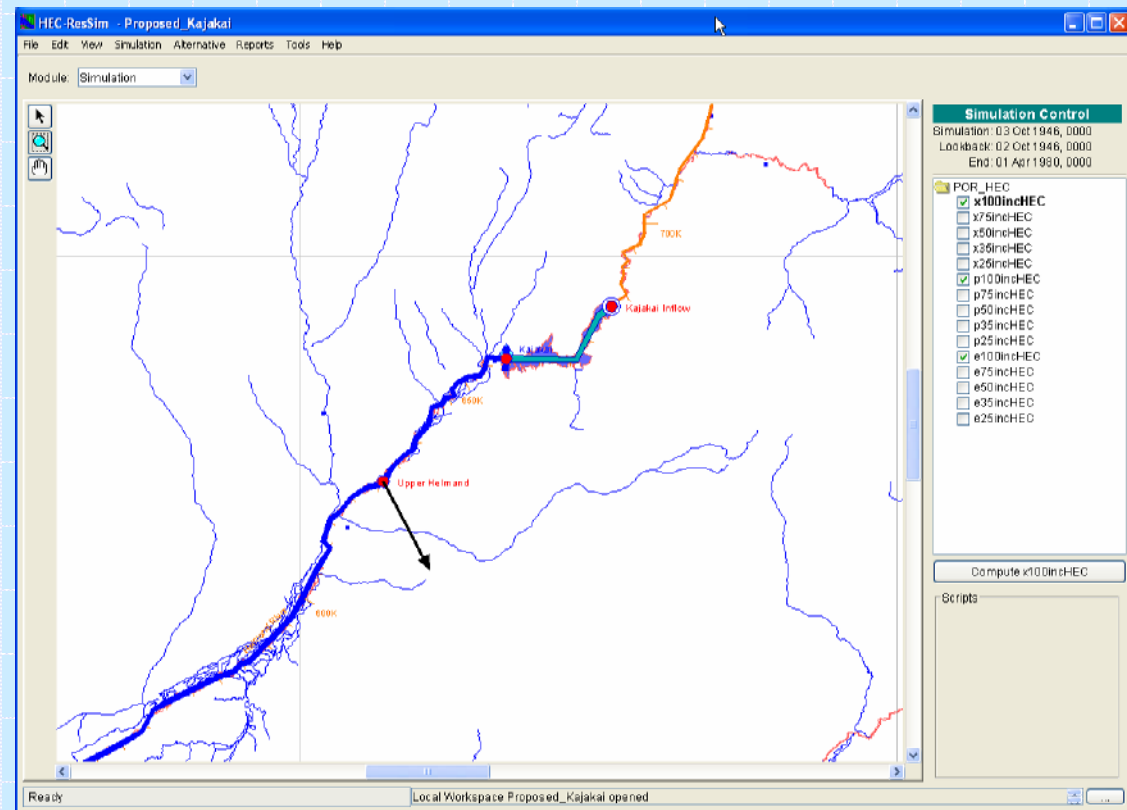 HEC-ResSim - Proposed_Kajakai
File Edit View Simulation Alternative Reports Tools Help
Module: Simulation
Simulation Control
Simulation: 03 Oct 1946, 0000
Lookback: 02 Oct 1946, 0000
End: 01 Apr 1980, 0000
POR_HEC
x100incHEC
x75incHEC
x50incHEC
x35incHEC
x25incHEC
p100incHEC
p75incHEC
p50incHEC
p35incHEC
p25incHEC
e100incHEC
e75incHEC
e50incHEC
e35incHEC
e25incHEC
700K
Kajakai Inflow
Kajakai
650K
Upper Helmand
600K
Compute x100incHEC
Scripts
Ready
Local Workspace Proposed_Kajakai opened
...